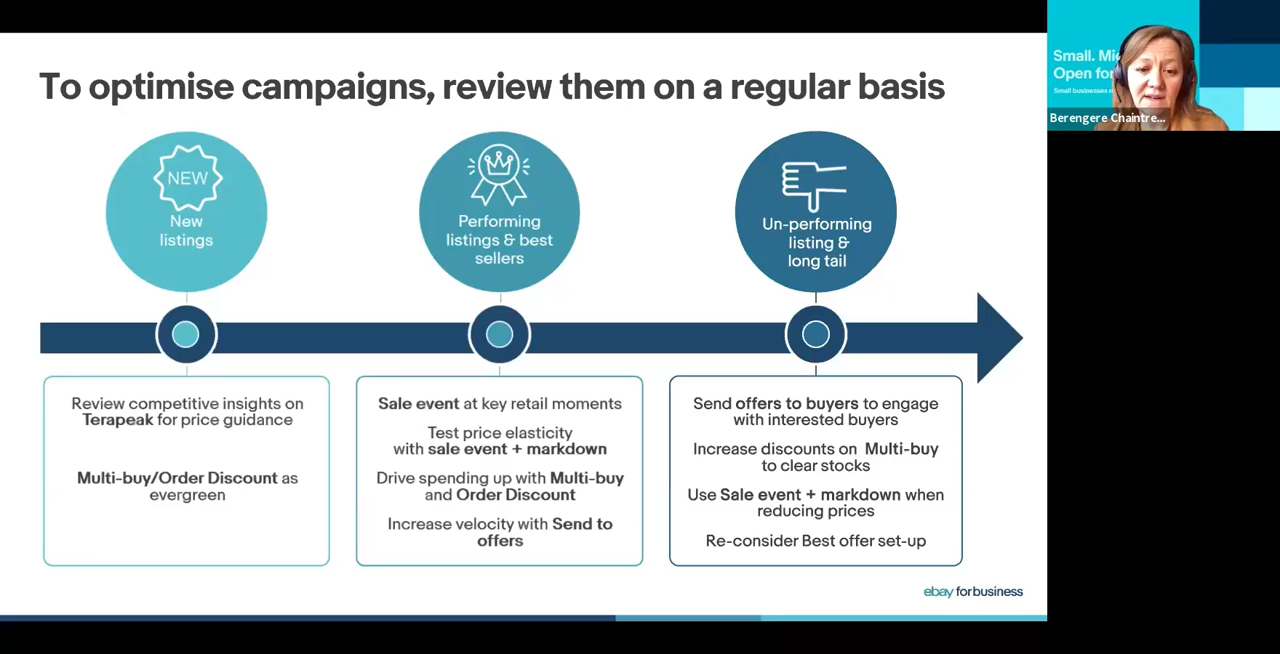 To optimise campaigns, review them on a regular basis
NEW
New
listings
Performing
listings & best
sellers
Un-performing
listing &
long tail
Review competitive insights on
Terapeak for price guidance
Multi-buy/Order Discount as
evergreen
Sale event at key retail moments
Test price elasticity
with sale event + markdown
Drive spending up with Multi-buy
and Order Discount
Increase velocity with Send to
offers
Send offers to buyers to engage
with interested buyers
Increase discounts on Multi-buy
to clear stocks
Use Sale event + markdown when
reducing prices
Re-consider Best offer set-up
ebay for business
Small.
Open
Small businesses
Berengere Chaintre...